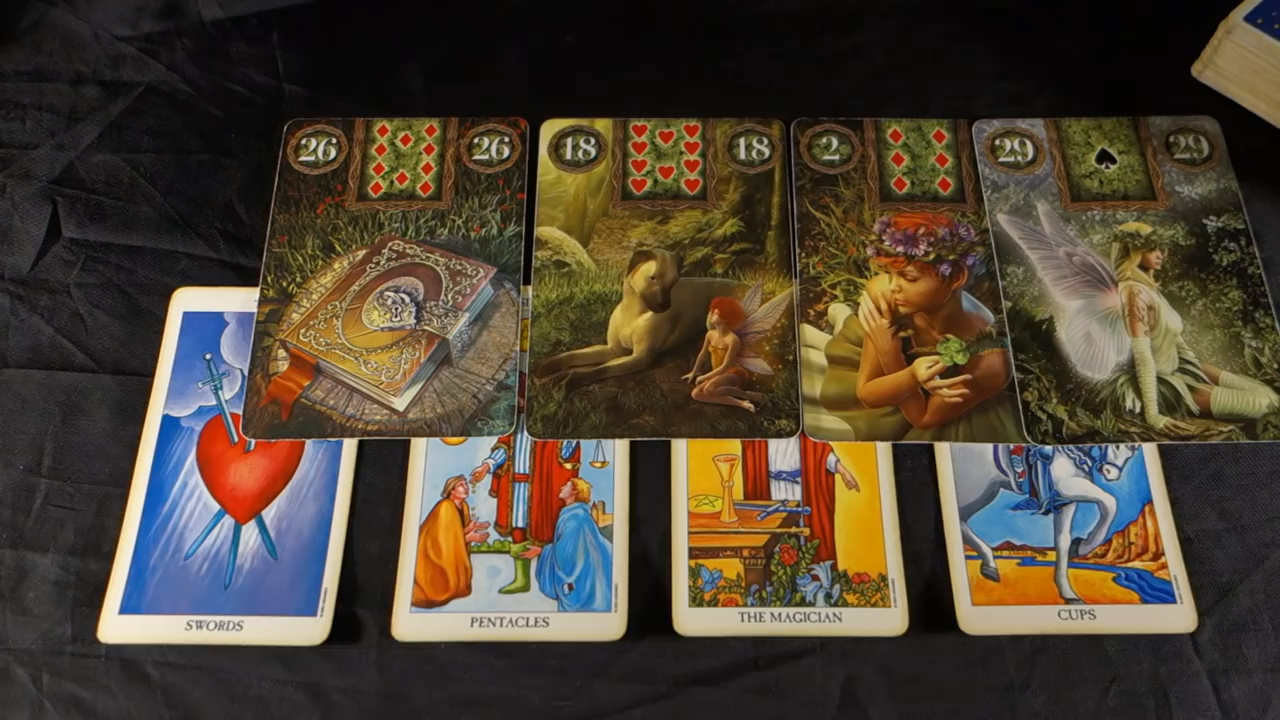 26 26
18 18
2
29 29
SWORDS
PENTACLES
THE MAGICIAN
CUPS